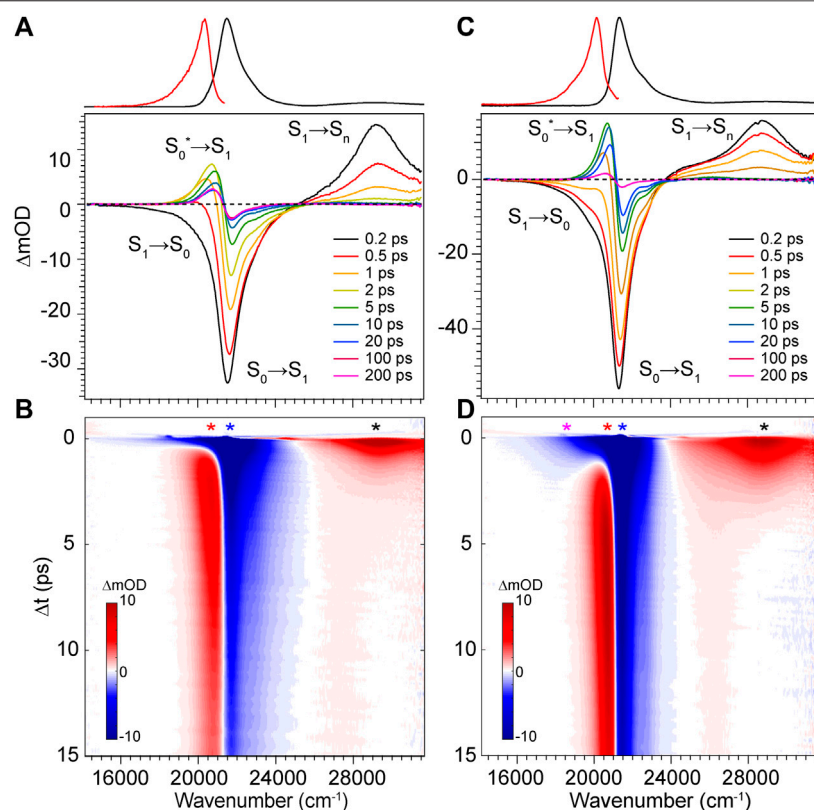 A
C
S0*→S1
S1→Sn
S1→S0
S0→S1
ΔmOD
10
0
-10
-20
-30
0.2 ps
0.5 ps
1 ps
2 ps
5 ps
10 ps
20 ps
100 ps
200 ps
S0*→S1
S1→Sn
S1→S0
S0→S1
0
-20
-40
0.2 ps
0.5 ps
1 ps
2 ps
5 ps
10 ps
20 ps
100 ps
200 ps
B
* * *
Δt (ps)
0
5
10
15
ΔmOD
10
0
-10
16000 20000 24000 28000
Wavenumber (cm-1)
D
* * * *
0
5
10
15
ΔmOD
10
0
-10
16000 20000 24000 28000
Wavenumber (cm-1)